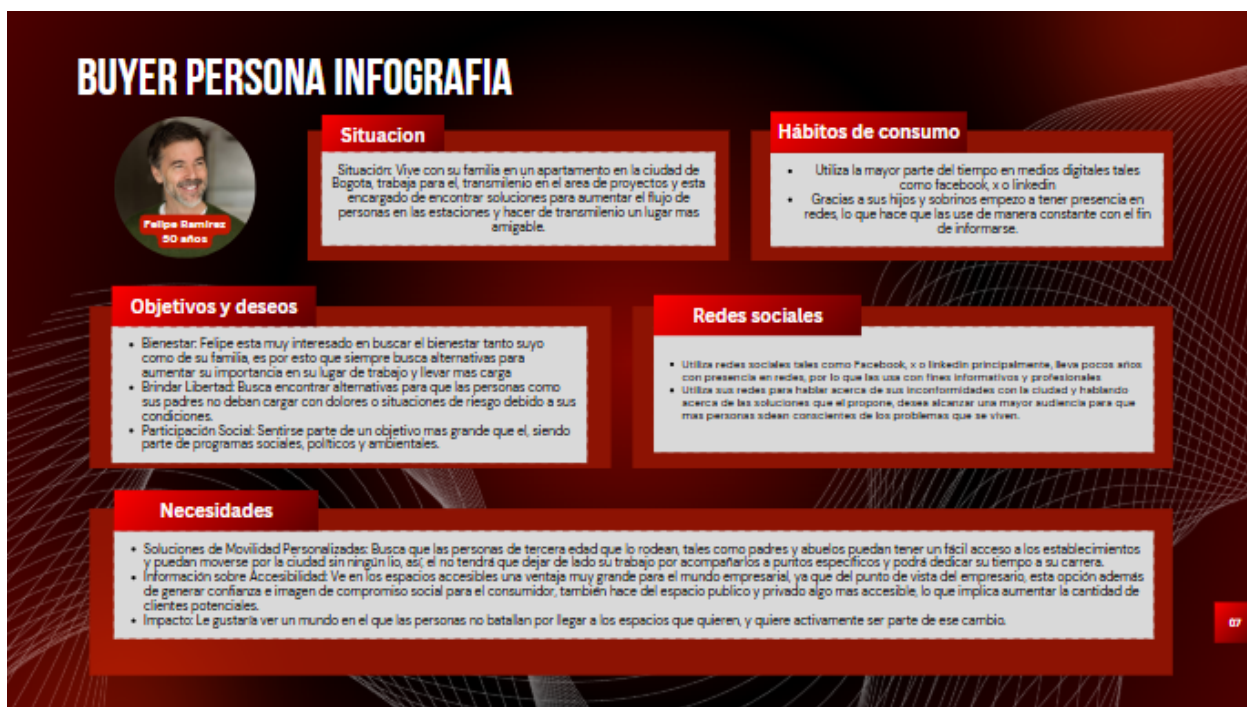 BUYER PERSONA INFOGRAFIA
Felipe Ramirez
50 años
Situacion
Situación: Vive con su familia en un apartamento en la ciudad de
Bogota, trabaja para el, transmilenio en el area de proyectos y esta
encargado de encontrar soluciones para aumentar el flujo de
personas en las estaciones y hacer de transmilenio un lugar mas
amigable.
Hábitos de consumo
• Utiliza la mayor parte del tiempo en medios digitales tales
como facebook, x o linkedin
• Gracias a sus hijos y sobrinos empezo a tener presencia en
redes, lo que hace que las use de manera constante con el fin
de informarse.
Objetivos y deseos
• Bienestar: Felipe esta muy interesado en buscar el bienestar tanto suyo
como de su familia, es por esto que siempre busca alternativas para
aumentar su importancia en su lugar de trabajo y llevar mas carga
• Brindar Libertad: Busca encontrar alternativas para que las personas como
sus padres no deban cargar con dolores o situaciones de riesgo debido a sus
condiciones.
• Participación Social: Sentirse parte de un objetivo mas grande que el, siendo
parte de programas sociales, políticos y ambientales.
Redes sociales
• Utiliza redes sociales tales como Facebook, x o linkedin principalmente, lleva pocos años
con presencia en redes, por lo que las usa con fines informativos y profesionales
• Utiliza sus redes para hablar acerca de sus inconformidades con la ciudad y hablando
acerca de las soluciones que el propone, desea alcanzar una mayor audiencia para que
mas personas sdean conscientes de los problemas que se viven.
Necesidades
• Soluciones de Movilidad Personalizadas: Busca que las personas de tercera edad que lo rodean, tales como padres y abuelos puedan tener un fácil acceso a los establecimientos
y puedan moverse por la ciudad sin ningún lio, así, el no tendrá que dejar de lado su trabajo por acompañarlos a puntos específicos y podrá dedicar su tiempo a su carrera.
• Información sobre Accesibilidad: Ve en los espacios accesibles una ventaja muy grande para el mundo empresarial, ya que del punto de vista del empresario, esta opción además
de generar confianza e imagen de compromiso social para el consumidor, también hace del espacio publico y privado algo mas accesible, lo que implica aumentar la cantidad de
clientes potenciales.
• Impacto: Le gustaría ver un mundo en el que las personas no batallan por llegar a los espacios que quieren, y quiere activamente ser parte de ese cambio.
07